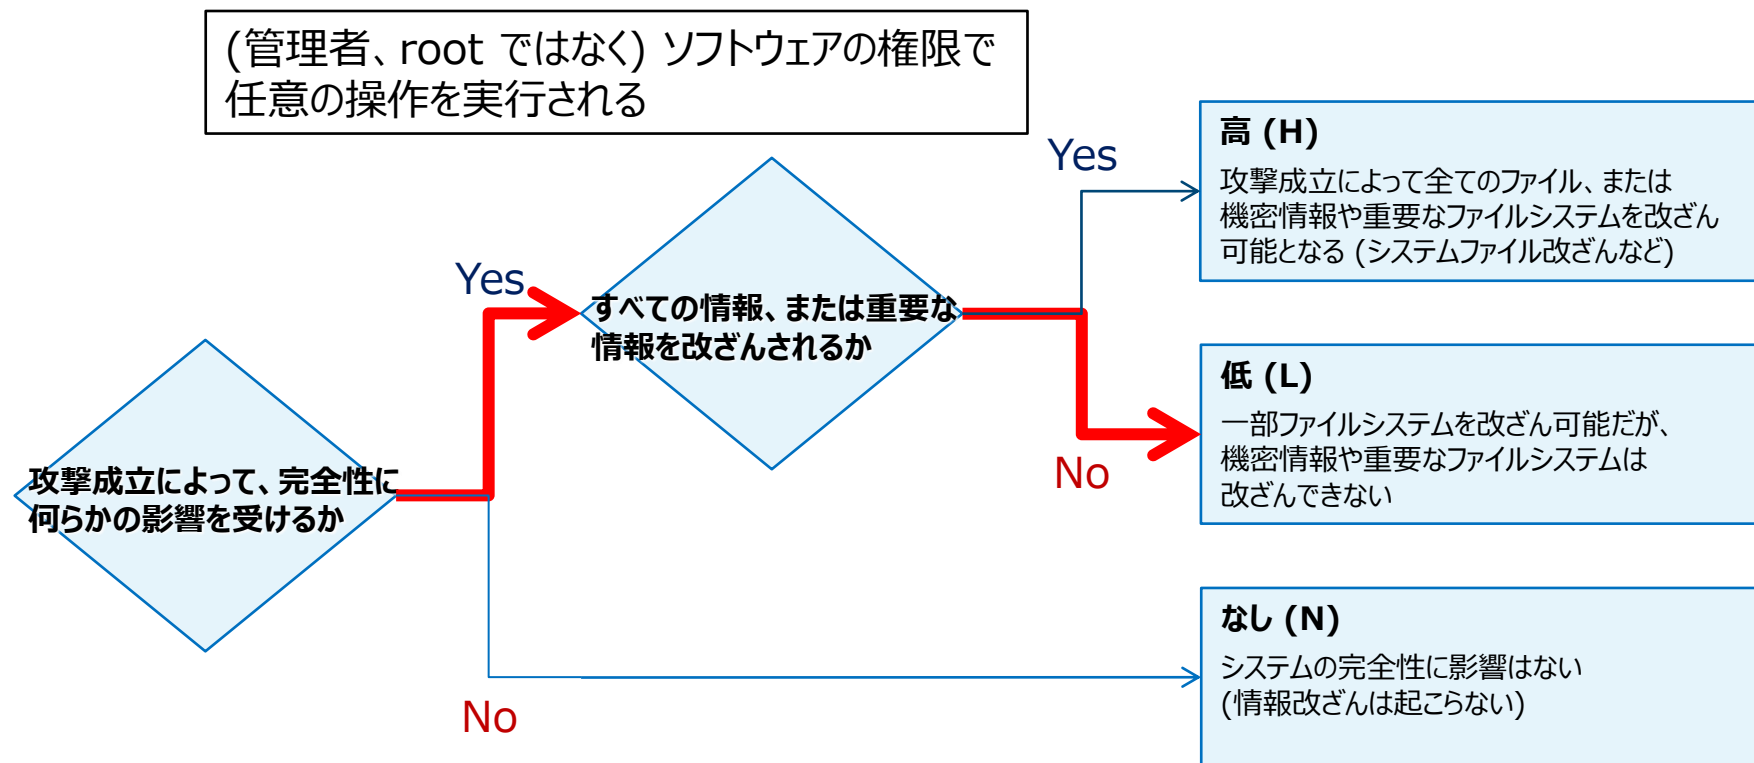 (管理者、root ではなく) ソフトウェアの権限で
任意の操作を実行される
Yes
高 (H)
攻撃成立によって全てのファイル、または
機密情報や重要なファイルシステムを改ざん
可能となる (システムファイル改ざんなど)
Yes
すべての情報、または重要な
情報を改ざんされるか
低 (L)
一部ファイルシステムを改ざん可能だが、
機密情報や重要なファイルシステムは
改ざんできない
No
攻撃成立によって、完全性に
何らかの影響を受けるか
なし (N)
システムの完全性に影響はない
(情報改ざんは起こらない)
No